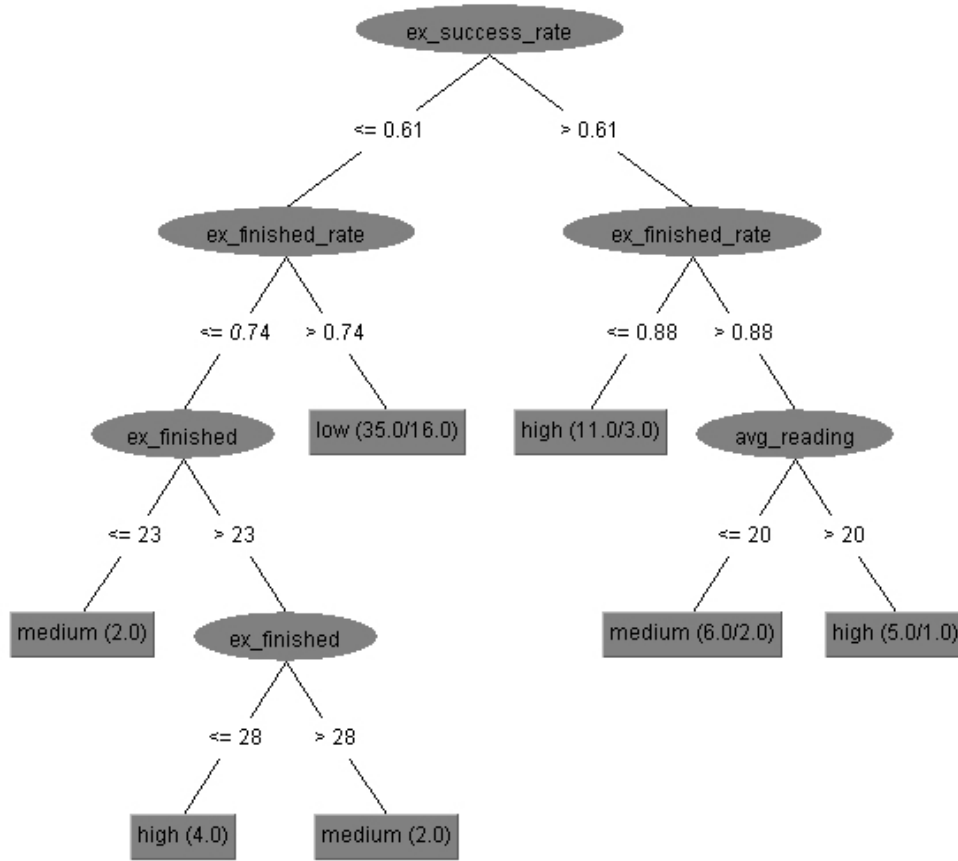 ex_success_rate
<= 0.61
> 0.61
ex_finished_rate
ex_finished_rate
<= 0.74
> 0.74
<= 0.88
> 0.88
ex_finished
low (35.0/16.0)
high (11.0/3.0)
avg_reading
<= 23
> 23
<= 20
> 20
medium (2.0)
ex_finished
medium (6.0/2.0)
high (5.0/1.0)
<= 28
> 28
high (4.0)
medium (2.0)